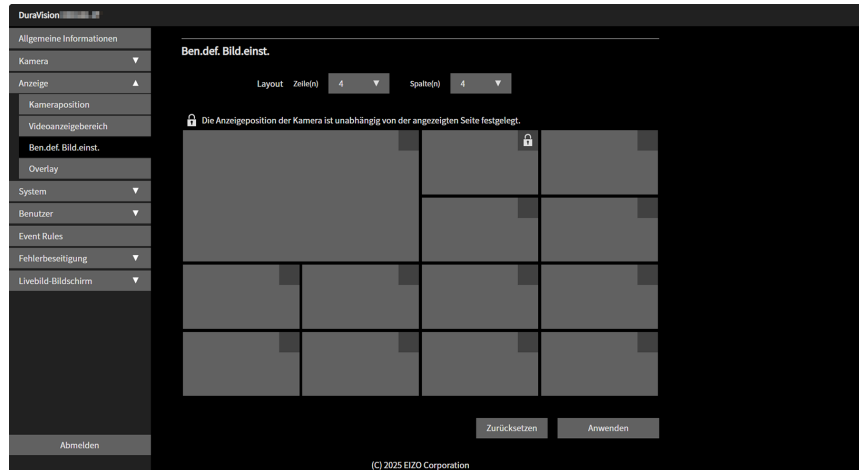 DuraVision
Allgemeine Informationen
Kamera
Anzeige
Kameraposition
Videoanzeigebereich
Ben.def. Bild.einst.
Overlay
System
Benutzer
Event Rules
Fehlerbeseitigung
Livebild-Bildschirm
Abmelden
Ben.def. Bild.einst.
Layout Zeile(n) 4 Spalte(n) 4
Die Anzeigeposition der Kamera ist unabhängig von der angezeigten Seite festgelegt.
Zurücksetzen Anwenden
(C) 2025 EIZO Corporation